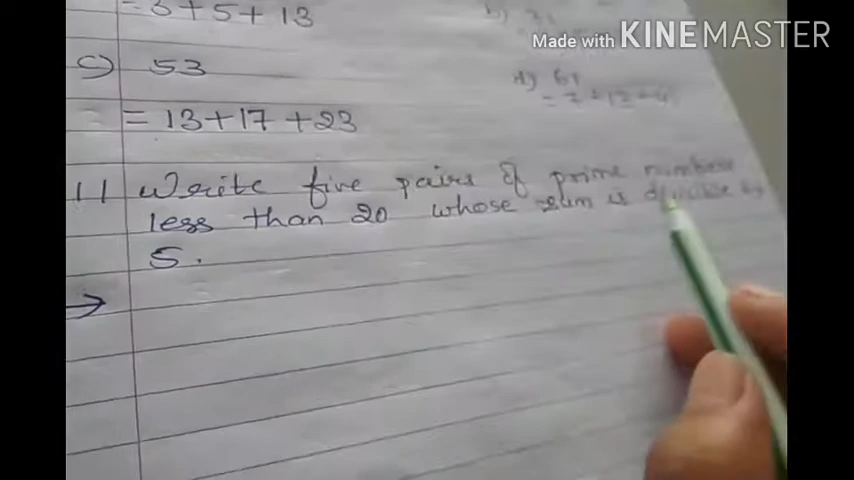 = 3 + 5 + 13
Made with KINEMASTER
c) 53
d) 61
= 13 + 17 + 23
11 Write five pairs of prime numbers
less than 20 whose sum is divisible by
5.
→